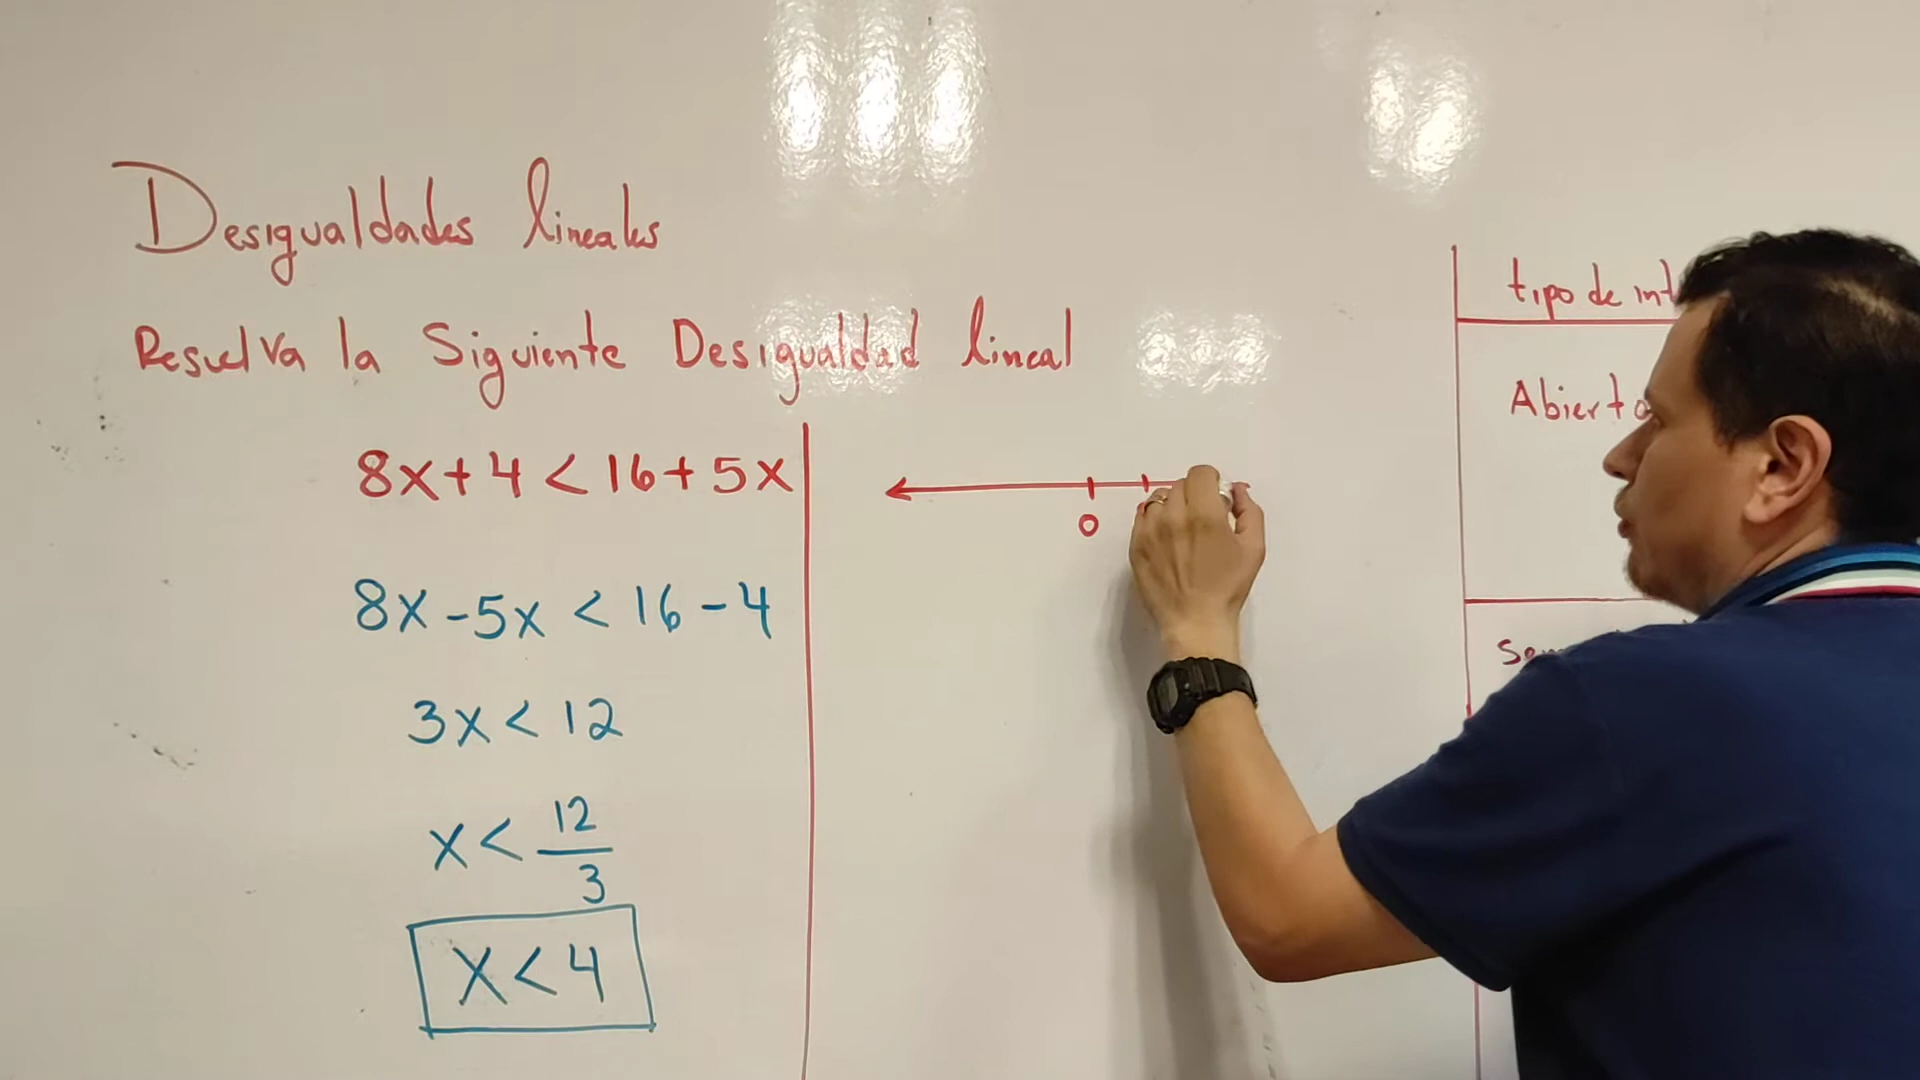 Desigualdades lineales
Resuelva la Siguiente Desigualdad lineal
8x+4<16+5x
8x-5x<16-4
3x<12
x<12/3
x<4
0
tipo de
Abierto